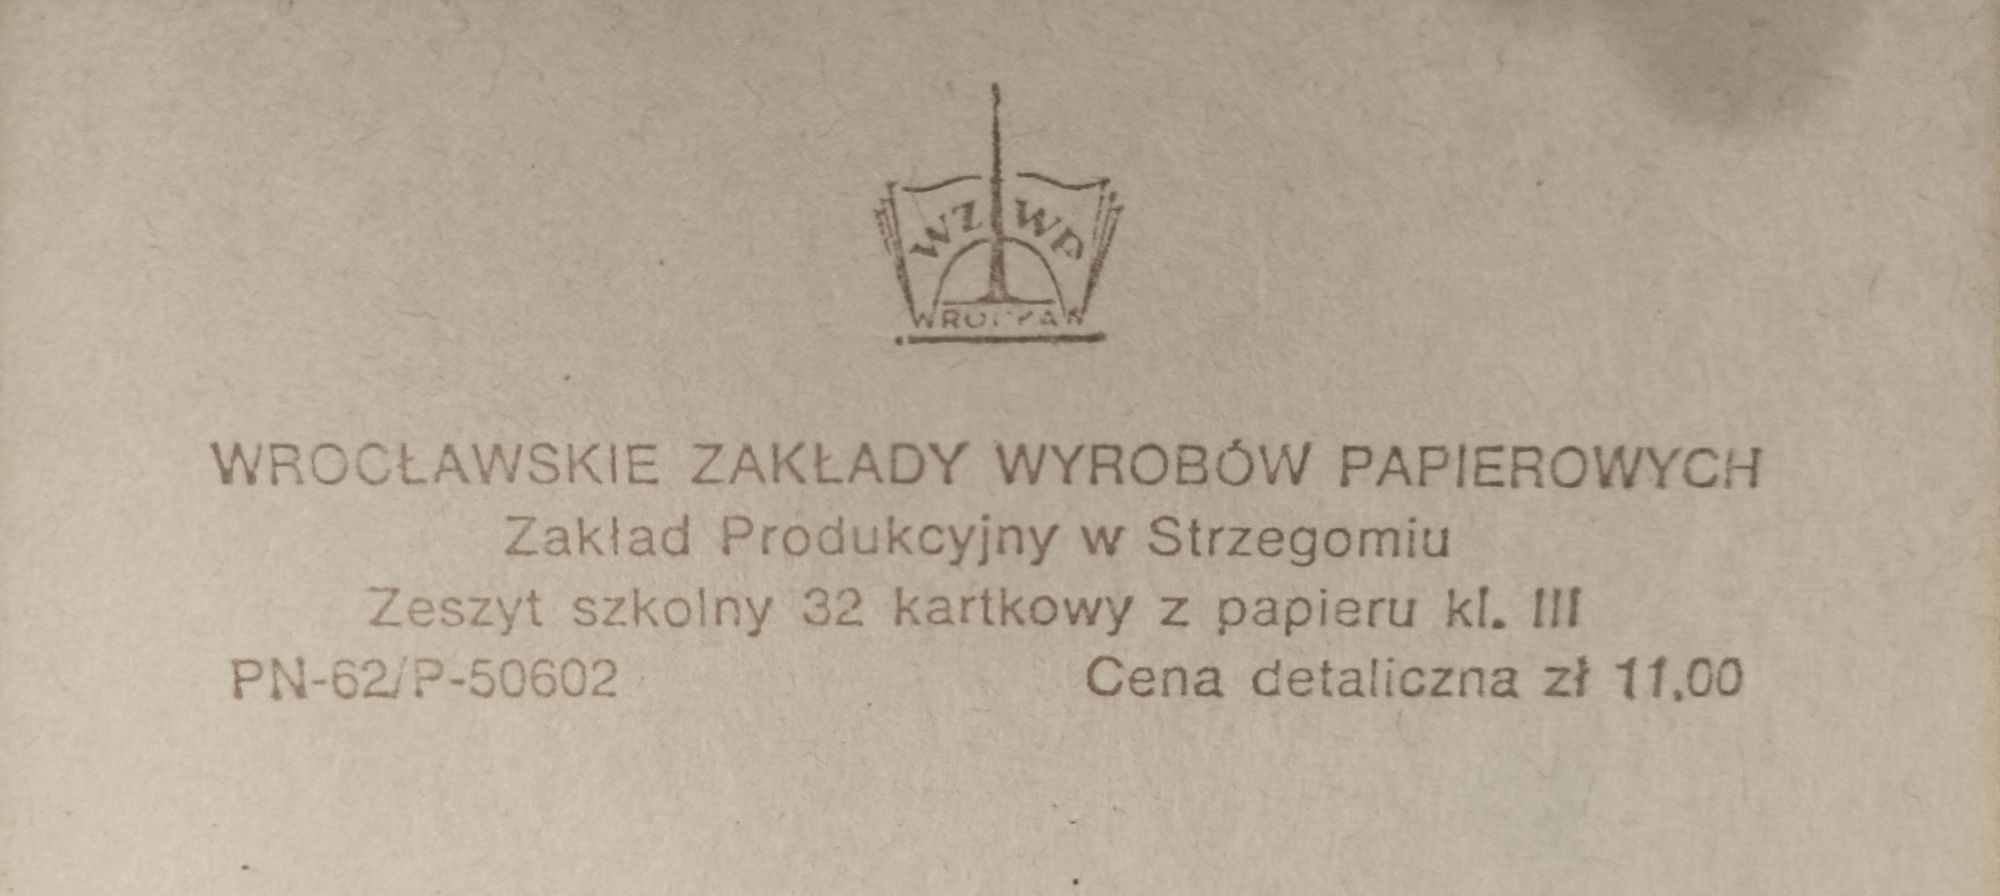 WZWP
WROCŁAW
WROCŁAWSKIE ZAKŁADY WYROBÓW PAPIEROWYCH
Zakład Produkcyjny w Strzegomiu
Zeszyt szkolny 32 kartkowy z papieru kl. III
PN-62/P-50602
Cena detaliczna zł 11,00